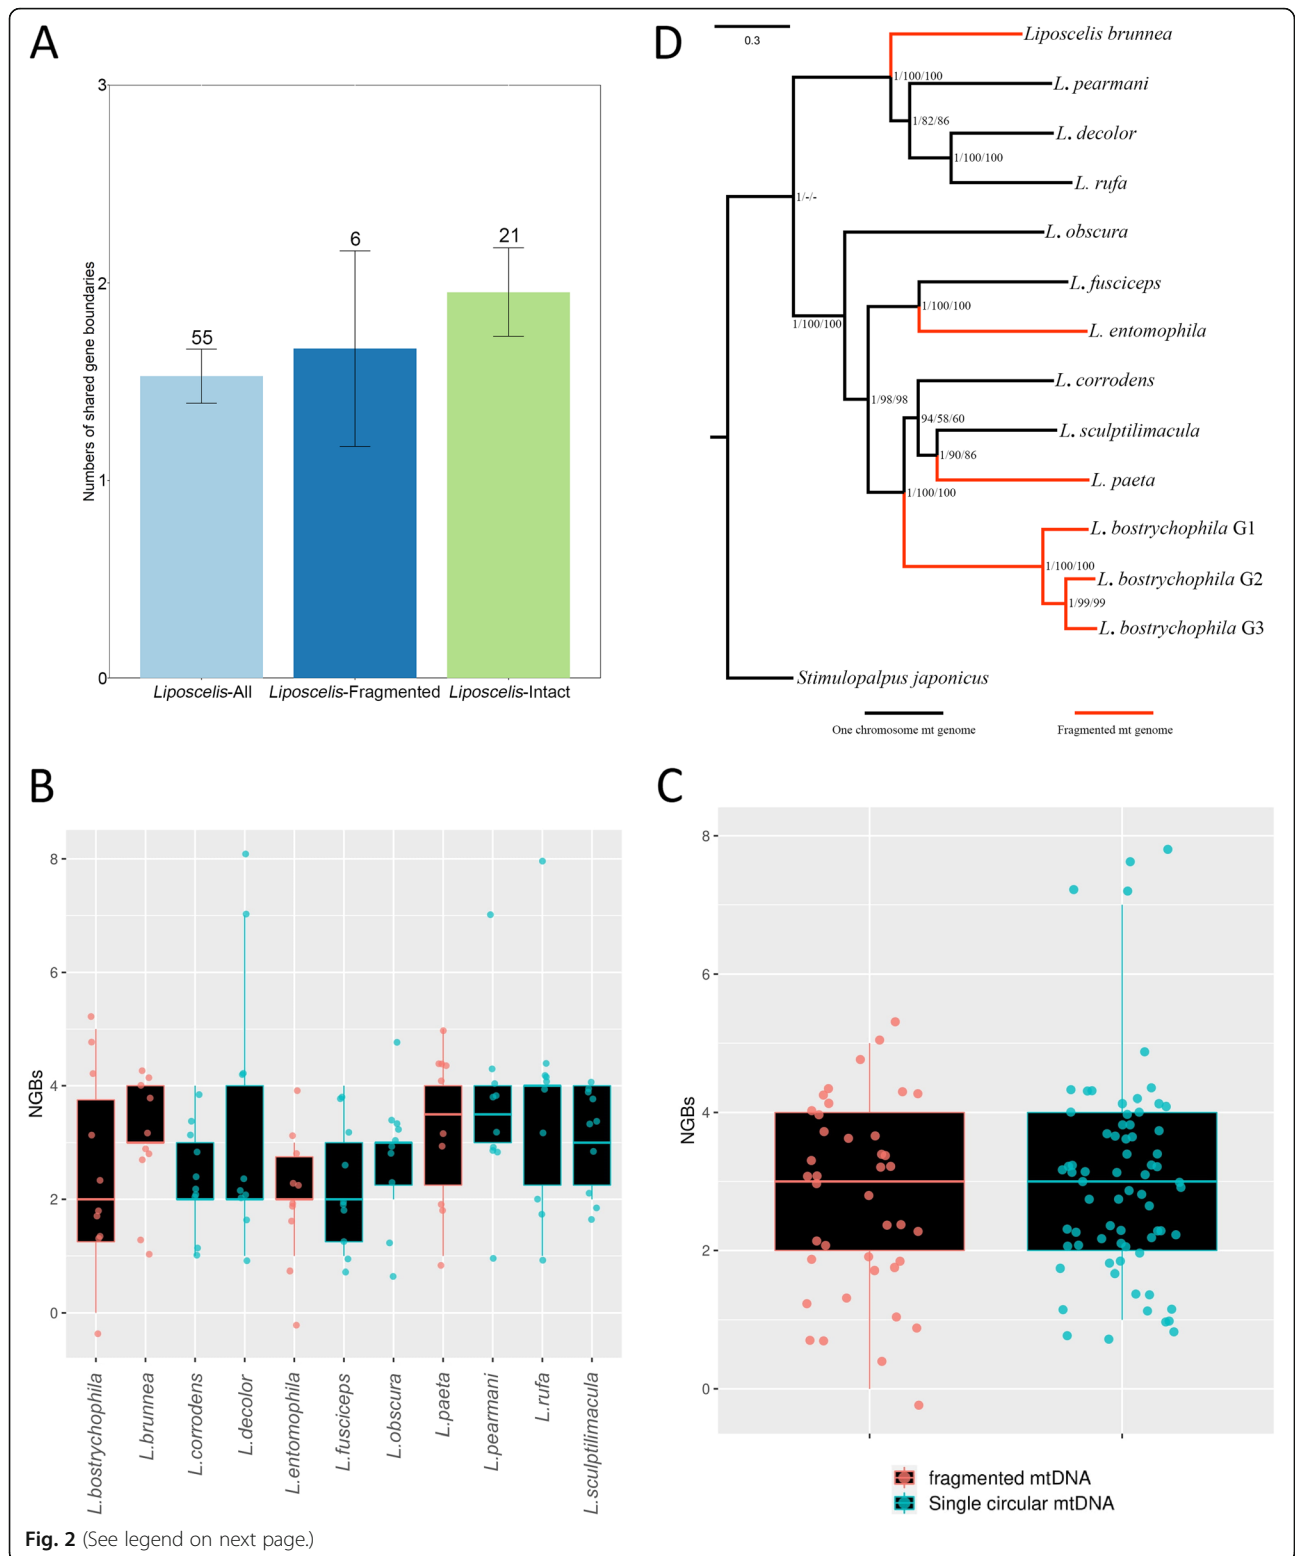 A
3
2
1
0
Numbers of shared gene boundaries
55
6
21
Liposcelis-All
Liposcelis-Fragmented
Liposcelis-Intact
D
0.3
Liposcelis brunnea
1/100/100
L. pearmani
1/82/86
L. decolor
1/100/100
L. rufa
1/-/-
L. obscura
L. fusciceps
1/100/100
1/100/100
L. entomophila
L. corrodens
1/98/98
94/58/60
L. sculptilimacula
1/90/86
L. paeta
1/100/100
L. bostrychophila G1
1/100/100
L. bostrychophila G2
1/99/99
L. bostrychophila G3
Stimulopalpus japonicus
One chromosome mt genome
Fragmented mt genome
B
8
6
4
2
0
NGBs
L.bostrychophila
L.brunnea
L.corrodens
L.decolor
L.entomophila
L.fusciceps
L.obscura
L.paeta
L.pearmani
L.rufa
L.sculptilimacula
C
8
6
4
2
0
NGBs
fragmented mtDNA
Single circular mtDNA
Fig. 2 (See legend on next page.)